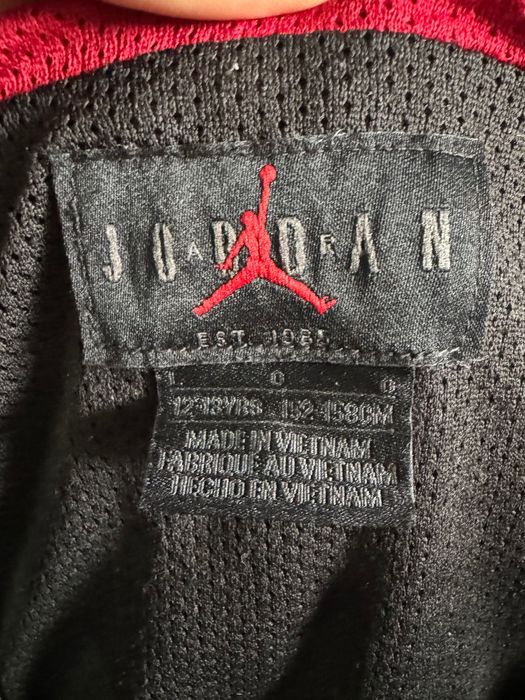 JORDAN
AIR
EST. 1985
12-13YRS 152-158CM
MADE IN VIETNAM
FABRIQUE AU VIETNAM
HECHO EN VIETNAM